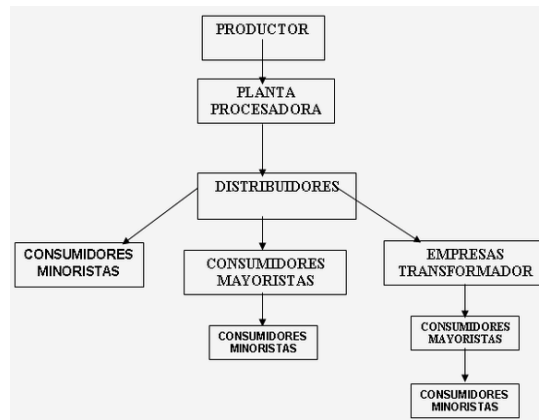 PRODUCTOR
PLANTA
PROCESADORA
DISTRIBUIDORES
CONSUMIDORES
MINORISTAS
CONSUMIDORES
MAYORISTAS
EMPRESAS
TRANSFORMADOR
CONSUMIDORES
MINORISTAS
CONSUMIDORES
MAYORISTAS
CONSUMIDORES
MINORISTAS